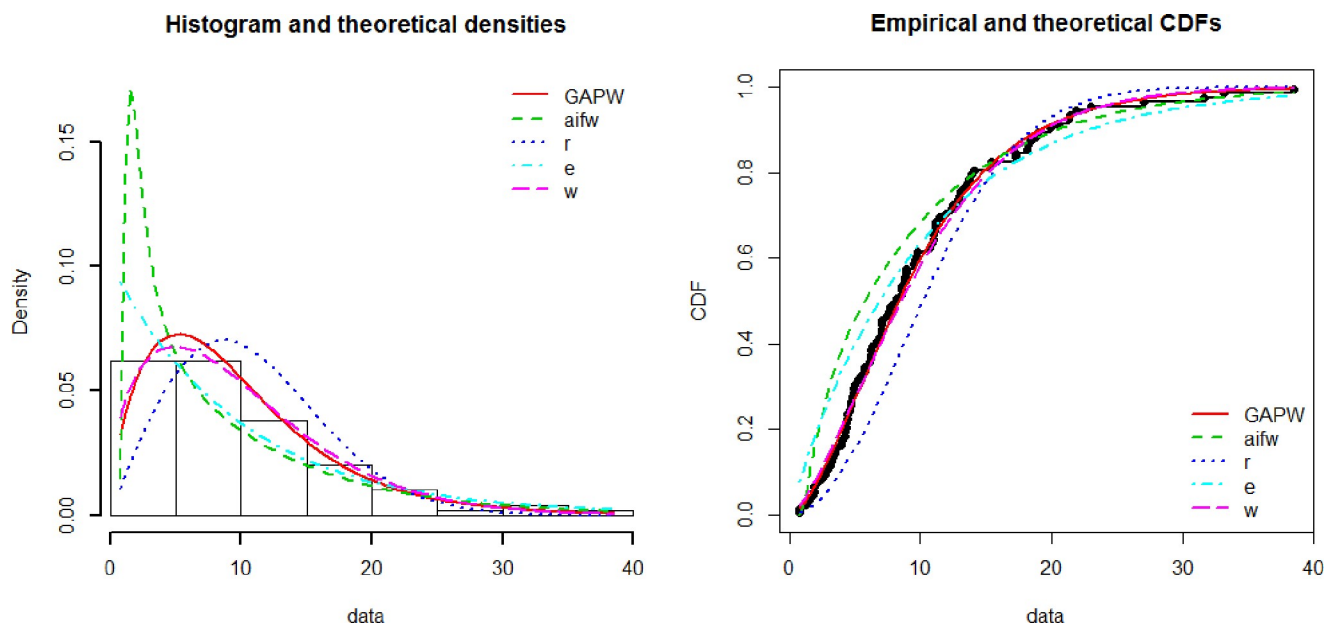 Histogram and theoretical densities
Density
0.00
0.05
0.10
0.15
GAPW
aifw
r
e
w
0
10
20
30
40
data
Empirical and theoretical CDFs
CDF
0.0
0.2
0.4
0.6
0.8
1.0
GAPW
aifw
r
e
w
0
10
20
30
40
data